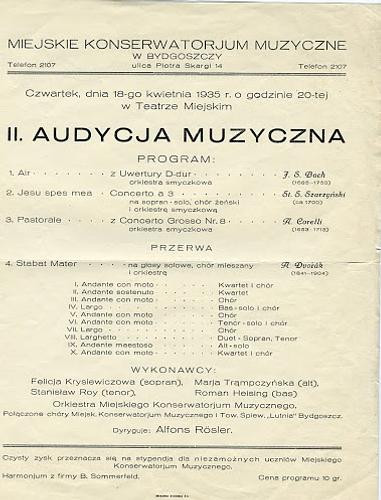 MIEJSKIE KONSERWATORJUM MUZYCZNE
W BYDGOSZCZY
Telefon 2107 ulica Piotra Skargi 14 Telefon 2107
Czwartek, dnia 18-go kwietnia 1935 r. o godzinie 20-tej
w Teatrze Miejskim
II. AUDYCJA MUZYCZNA
PROGRAM:
1. Air z Uwertury D-dur J. S. Bach
orkiestra smyczkowa (1685-1750)
2. Jesu spes mea Concerto a 3 St. S. Szarzyński
na sopran-solo, chór żeński (ca 1700)
i orkiestrę smyczkową
3. Pastorale z Concerto Grosso Nr. 8 A. Corelli
orkiestra smyczkowa (1653-1713)
PRZERWA
4. Stabat Mater na głosy solowe, chór mieszany A. Dvořák
i orkiestrę (1841-1904)
I. Andante con moto Kwartet i chór
II. Andante sostenuto Kwartet
III. Andante con moto Chór
IV. Largo Bas-solo i chór
V. Andante con moto Chór
VI. Andante con moto Tenor-solo i chór
VII. Largo Chór
VIII. Larghetto Duet-Sopran, Tenor
IX. Andante maestoso Alt-solo
X. Andante con moto Kwartet i chór
WYKONAWCY:
Felicja Krysiewiczowa (sopran), Marja Trąmpczyńska (alt),
Stanisław Roy (tenor), Roman Heising (bas)
Orkiestra Miejskiego Konserwatorjum Muzycznego,
Połączone chóry Miejsk. Konserwatorjum Muzycznego i Tow. Śpiew. „Lutnia" Bydgoszcz.
Dyryguje: Alfons Rösler.
Czysty zysk przeznacza się na stypendia dla niezamożnych uczniów Miejskiego
Konserwatorjum Muzycznego.
Harmonjum z firmy B. Sommerfeld. Cena programu 10 gr.